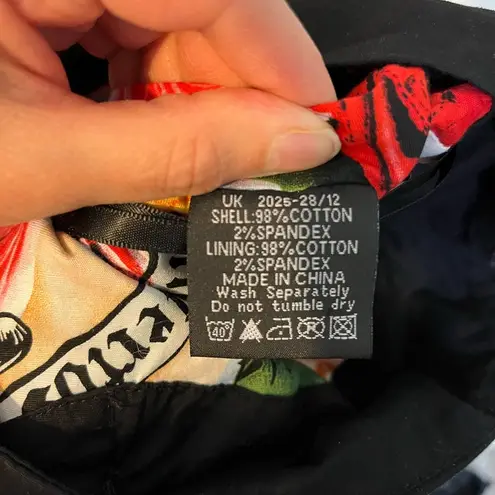 UK 2025-28/12
SHELL:98%COTTON
2%SPANDEX
LINING:98%COTTON
2%SPANDEX
MADE IN CHINA
Wash Separately
Do not tumble dry
40